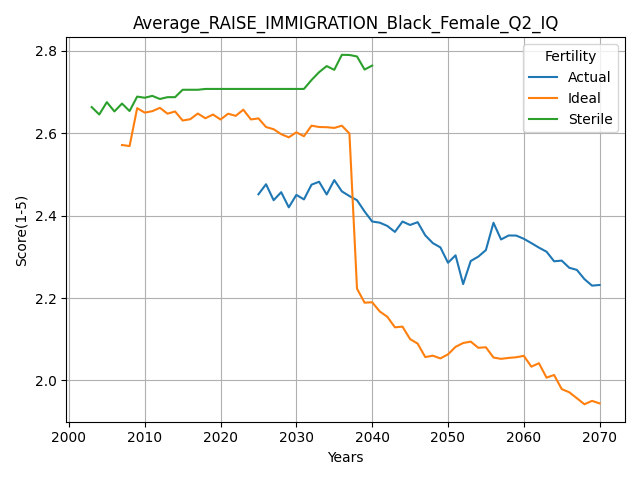 Average_RAISE_IMMIGRATION_Black_Female_Q2_IQ
Fertility
Actual
Ideal
Sterile
Score(1-5)
2.8
2.6
2.4
2.2
2.0
2000 2010 2020 2030 2040 2050 2060 2070
Years